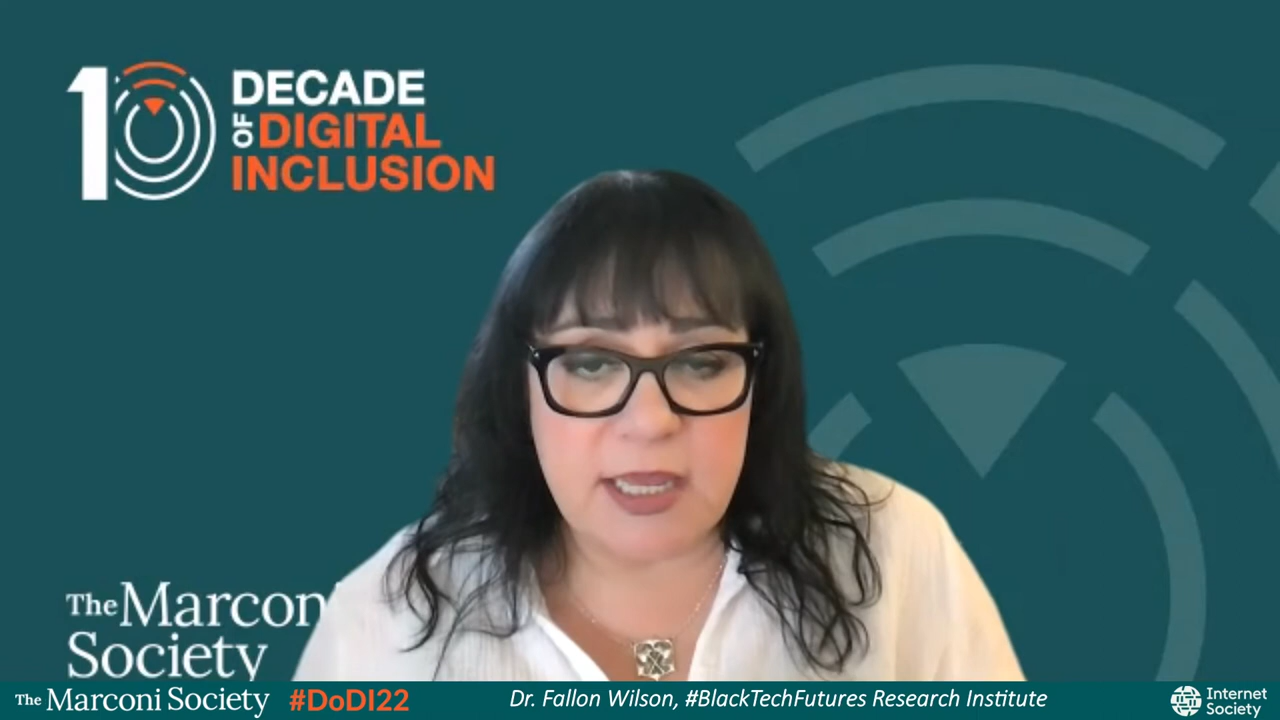 10 DECADE
OF DIGITAL
INCLUSION
The Marcon
Society
The Marconi Society #DoDI22 Dr. Fallon Wilson, #BlackTechFutures Research Institute Internet
Society